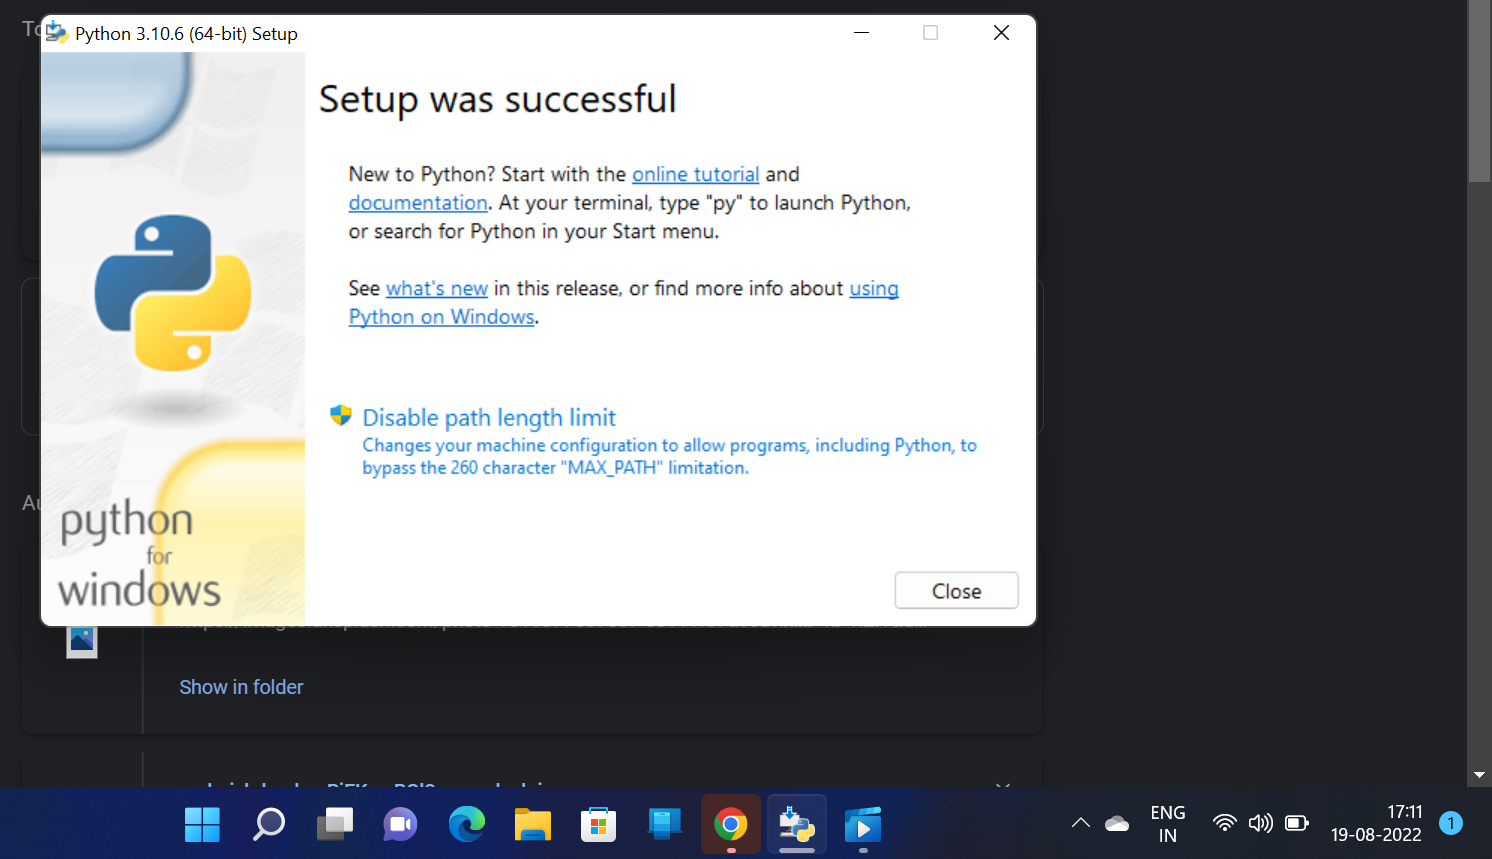 Python 3.10.6 (64-bit) Setup
Setup was successful
New to Python? Start with the online tutorial and
documentation. At your terminal, type "py" to launch Python,
or search for Python in your Start menu.
See what's new in this release, or find more info about using
Python on Windows.
Disable path length limit
Changes your machine configuration to allow programs, including Python, to
bypass the 260 character "MAX_PATH" limitation.
python
for
windows
Close
Show in folder
ENG
IN
17:11
19-08-2022
1